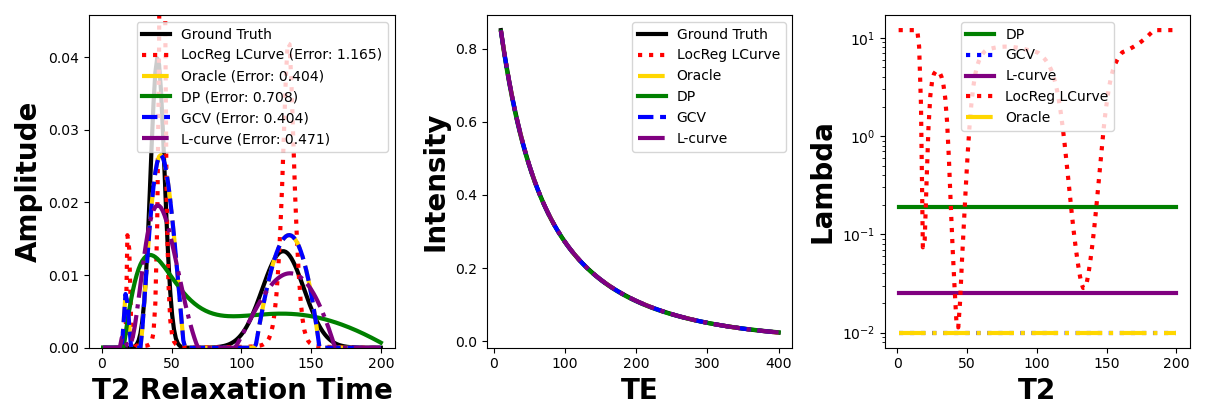 Amplitude
0.04
0.03
0.02
0.01
0.00
Ground Truth
LocReg LCurve (Error: 1.165)
Oracle (Error: 0.404)
DP (Error: 0.708)
GCV (Error: 0.404)
L-curve (Error: 0.471)
0 50 100 150 200
T2 Relaxation Time
Intensity
0.8
0.6
0.4
0.2
0.0
Ground Truth
LocReg LCurve
Oracle
DP
GCV
L-curve
0 100 200 300 400
TE
Lambda
10¹
10⁰
10⁻¹
10⁻²
DP
GCV
L-curve
LocReg LCurve
Oracle
0 50 100 150 200
T2